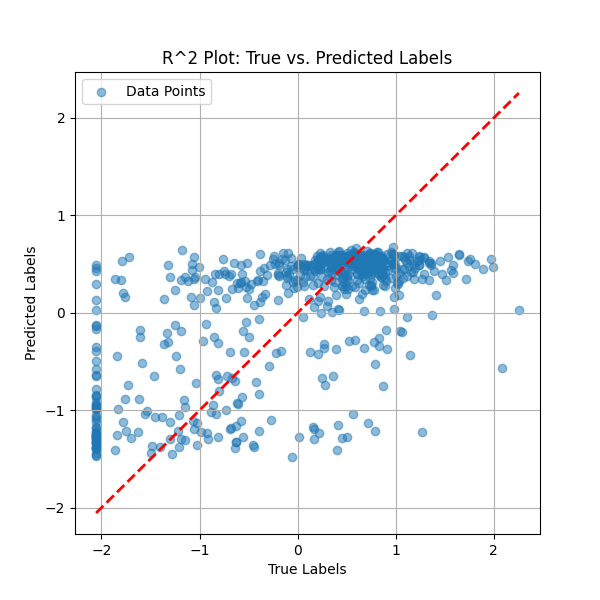 R^2 Plot: True vs. Predicted Labels
Data Points
2
1
0
−1
−2
Predicted Labels
−2 −1 0 1 2
True Labels